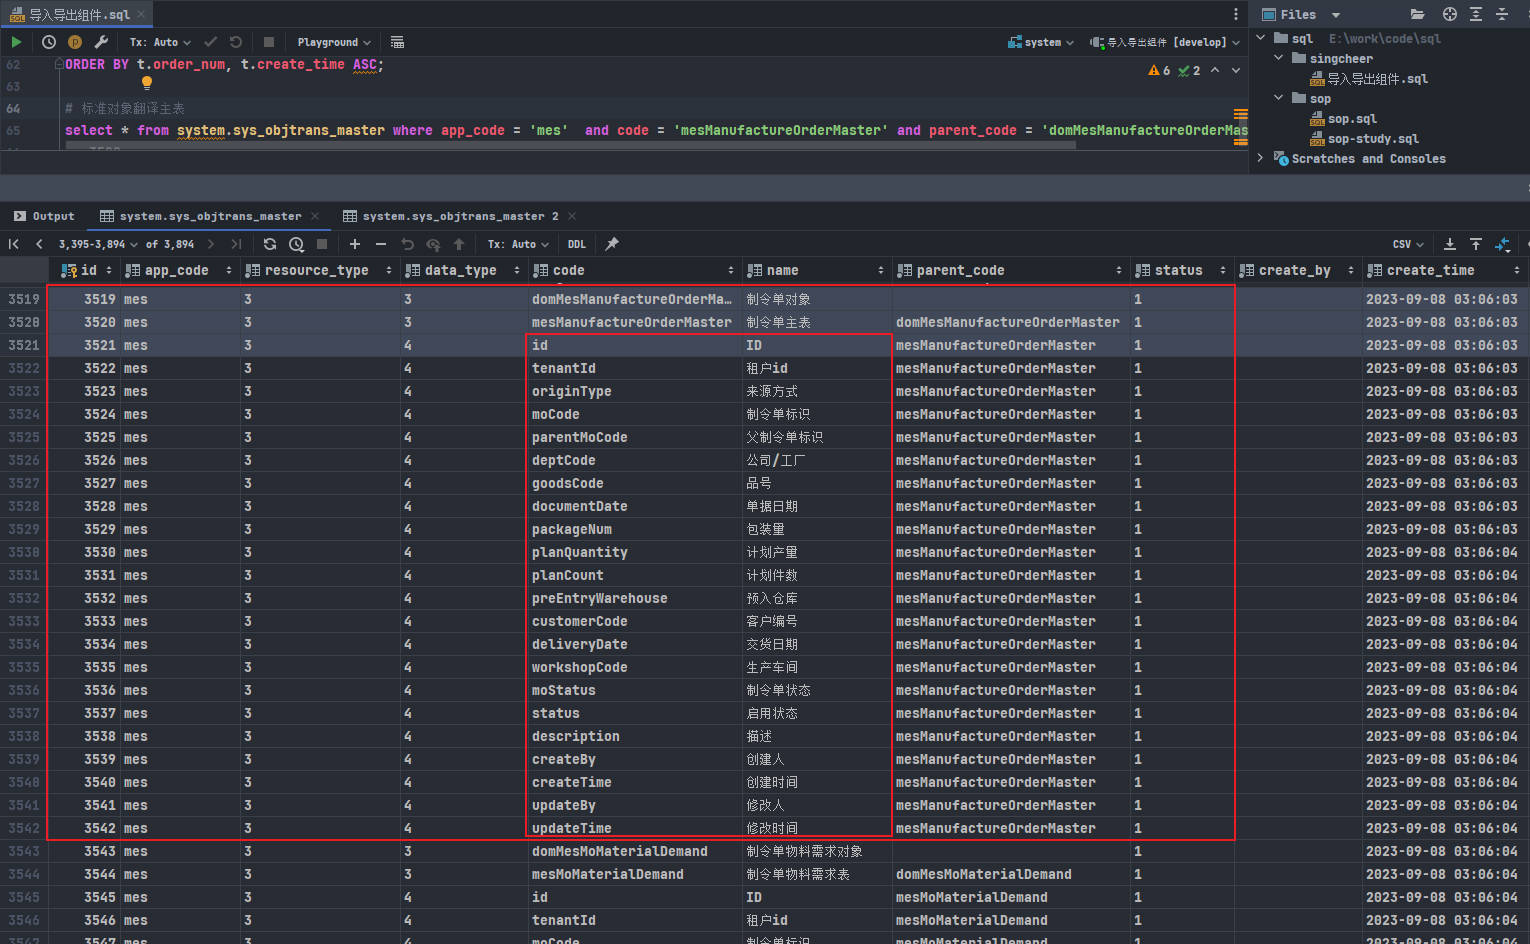 导入导出组件.sql
Files
Tx: Auto
Playground
system
导入导出组件 [develop]
sql E:\work\code\sql
singcheer
导入导出组件.sql
sop
sop.sql
sop-study.sql
Scratches and Consoles
62 ORDER BY t.order_num, t.create_time ASC;
6 2
63
64 # 标准对象翻译主表
65 select * from system.sys_objtrans_master where app_code = 'mes' and code = 'mesManufactureOrderMaster' and parent_code = 'domMesManufactureOrderMas
Output system.sys_objtrans_master system.sys_objtrans_master 2
3,395-3,894 of 3,894 Tx: Auto DDL CSV
id app_code resource_type data_type code name parent_code status create_by create_time
3519 3519 mes 3 3 domMesManufactureOrderMa… 制令单对象 1 2023-09-08 03:06:03
3520 3520 mes 3 3 mesManufactureOrderMaster 制令单主表 domMesManufactureOrderMaster 1 2023-09-08 03:06:03
3521 3521 mes 3 4 id ID mesManufactureOrderMaster 1 2023-09-08 03:06:03
3522 3522 mes 3 4 tenantId 租户id mesManufactureOrderMaster 1 2023-09-08 03:06:03
3523 3523 mes 3 4 originType 来源方式 mesManufactureOrderMaster 1 2023-09-08 03:06:03
3524 3524 mes 3 4 moCode 制令单标识 mesManufactureOrderMaster 1 2023-09-08 03:06:03
3525 3525 mes 3 4 parentMoCode 父制令单标识 mesManufactureOrderMaster 1 2023-09-08 03:06:03
3526 3526 mes 3 4 deptCode 公司/工厂 mesManufactureOrderMaster 1 2023-09-08 03:06:03
3527 3527 mes 3 4 goodsCode 品号 mesManufactureOrderMaster 1 2023-09-08 03:06:03
3528 3528 mes 3 4 documentDate 单据日期 mesManufactureOrderMaster 1 2023-09-08 03:06:03
3529 3529 mes 3 4 packageNum 包装量 mesManufactureOrderMaster 1 2023-09-08 03:06:03
3530 3530 mes 3 4 planQuantity 计划产量 mesManufactureOrderMaster 1 2023-09-08 03:06:04
3531 3531 mes 3 4 planCount 计划件数 mesManufactureOrderMaster 1 2023-09-08 03:06:04
3532 3532 mes 3 4 preEntryWarehouse 预入仓库 mesManufactureOrderMaster 1 2023-09-08 03:06:04
3533 3533 mes 3 4 customerCode 客户编号 mesManufactureOrderMaster 1 2023-09-08 03:06:04
3534 3534 mes 3 4 deliveryDate 交货日期 mesManufactureOrderMaster 1 2023-09-08 03:06:04
3535 3535 mes 3 4 workshopCode 生产车间 mesManufactureOrderMaster 1 2023-09-08 03:06:04
3536 3536 mes 3 4 moStatus 制令单状态 mesManufactureOrderMaster 1 2023-09-08 03:06:04
3537 3537 mes 3 4 status 启用状态 mesManufactureOrderMaster 1 2023-09-08 03:06:04
3538 3538 mes 3 4 description 描述 mesManufactureOrderMaster 1 2023-09-08 03:06:04
3539 3539 mes 3 4 createBy 创建人 mesManufactureOrderMaster 1 2023-09-08 03:06:04
3540 3540 mes 3 4 createTime 创建时间 mesManufactureOrderMaster 1 2023-09-08 03:06:04
3541 3541 mes 3 4 updateBy 修改人 mesManufactureOrderMaster 1 2023-09-08 03:06:04
3542 3542 mes 3 4 updateTime 修改时间 mesManufactureOrderMaster 1 2023-09-08 03:06:04
3543 3543 mes 3 3 domMesMoMaterialDemand 制令单物料需求对象 1 2023-09-08 03:06:04
3544 3544 mes 3 3 mesMoMaterialDemand 制令单物料需求表 domMesMoMaterialDemand 1 2023-09-08 03:06:04
3545 3545 mes 3 4 id ID mesMoMaterialDemand 1 2023-09-08 03:06:04
3546 3546 mes 3 4 tenantId 租户id mesMoMaterialDemand 1 2023-09-08 03:06:04
3547 3547 mes 3 4 moCode 制令单标识 mesMoMaterialDemand 1 2023-09-08 03:06:04